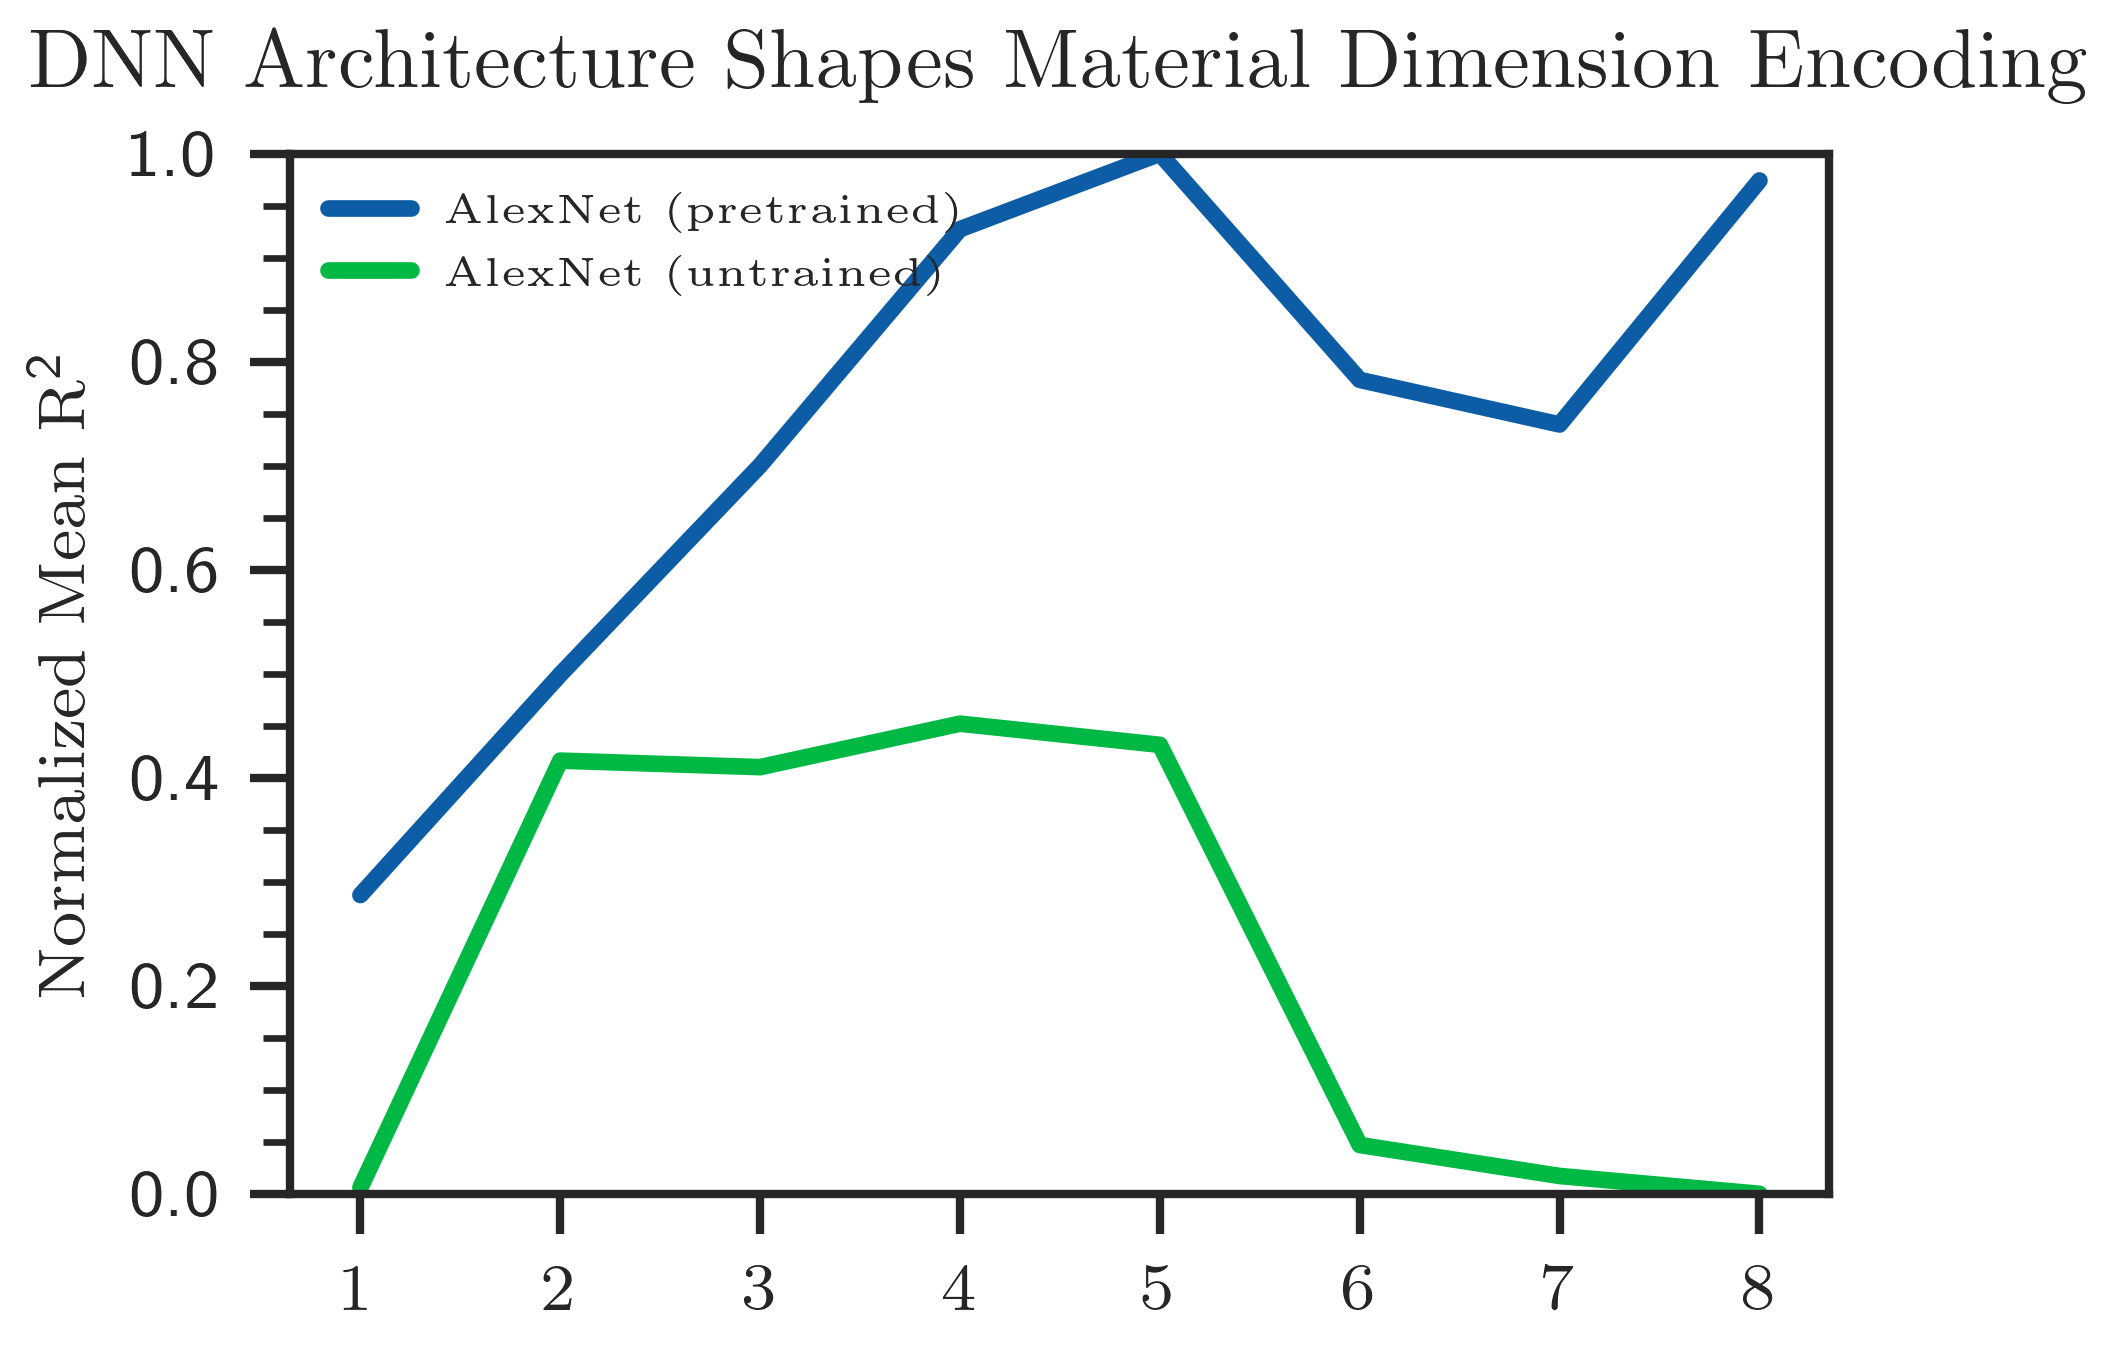 DNN Architecture Shapes Material Dimension Encoding
1.0
0.8
0.6
0.4
0.2
0.0
Normalized Mean R²
AlexNet (pretrained)
AlexNet (untrained)
1 2 3 4 5 6 7 8